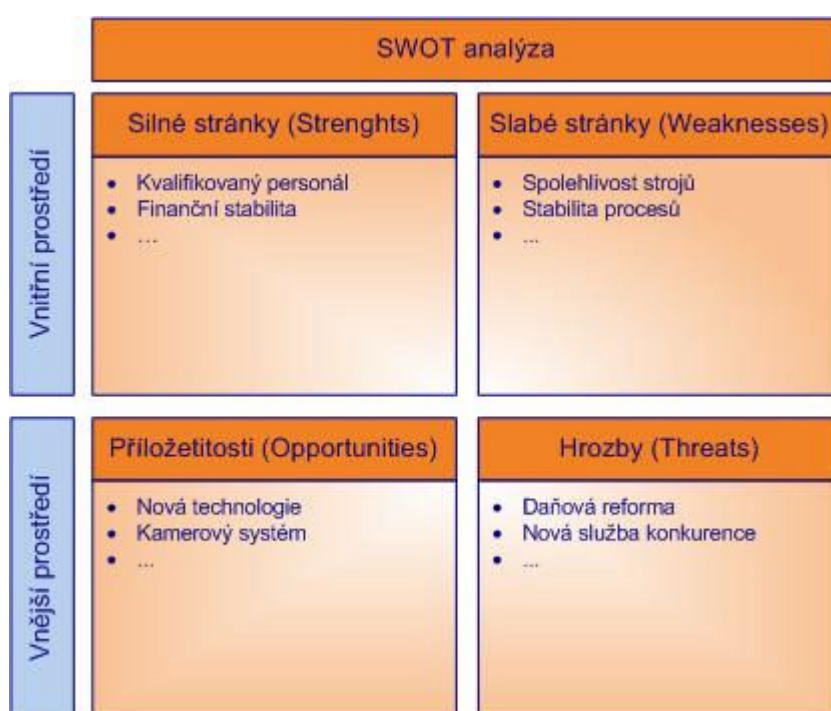 SWOT analýza
Vnitřní prostředí
Silné stránky (Strenghts)
• Kvalifikovaný personál
• Finanční stabilita
• ...
Slabé stránky (Weaknesses)
• Spolehlivost strojů
• Stabilita procesů
• ...
Vnější prostředí
Příložetitosti (Opportunities)
• Nová technologie
• Kamerový systém
• ...
Hrozby (Threats)
• Daňová reforma
• Nová služba konkurence
• ...